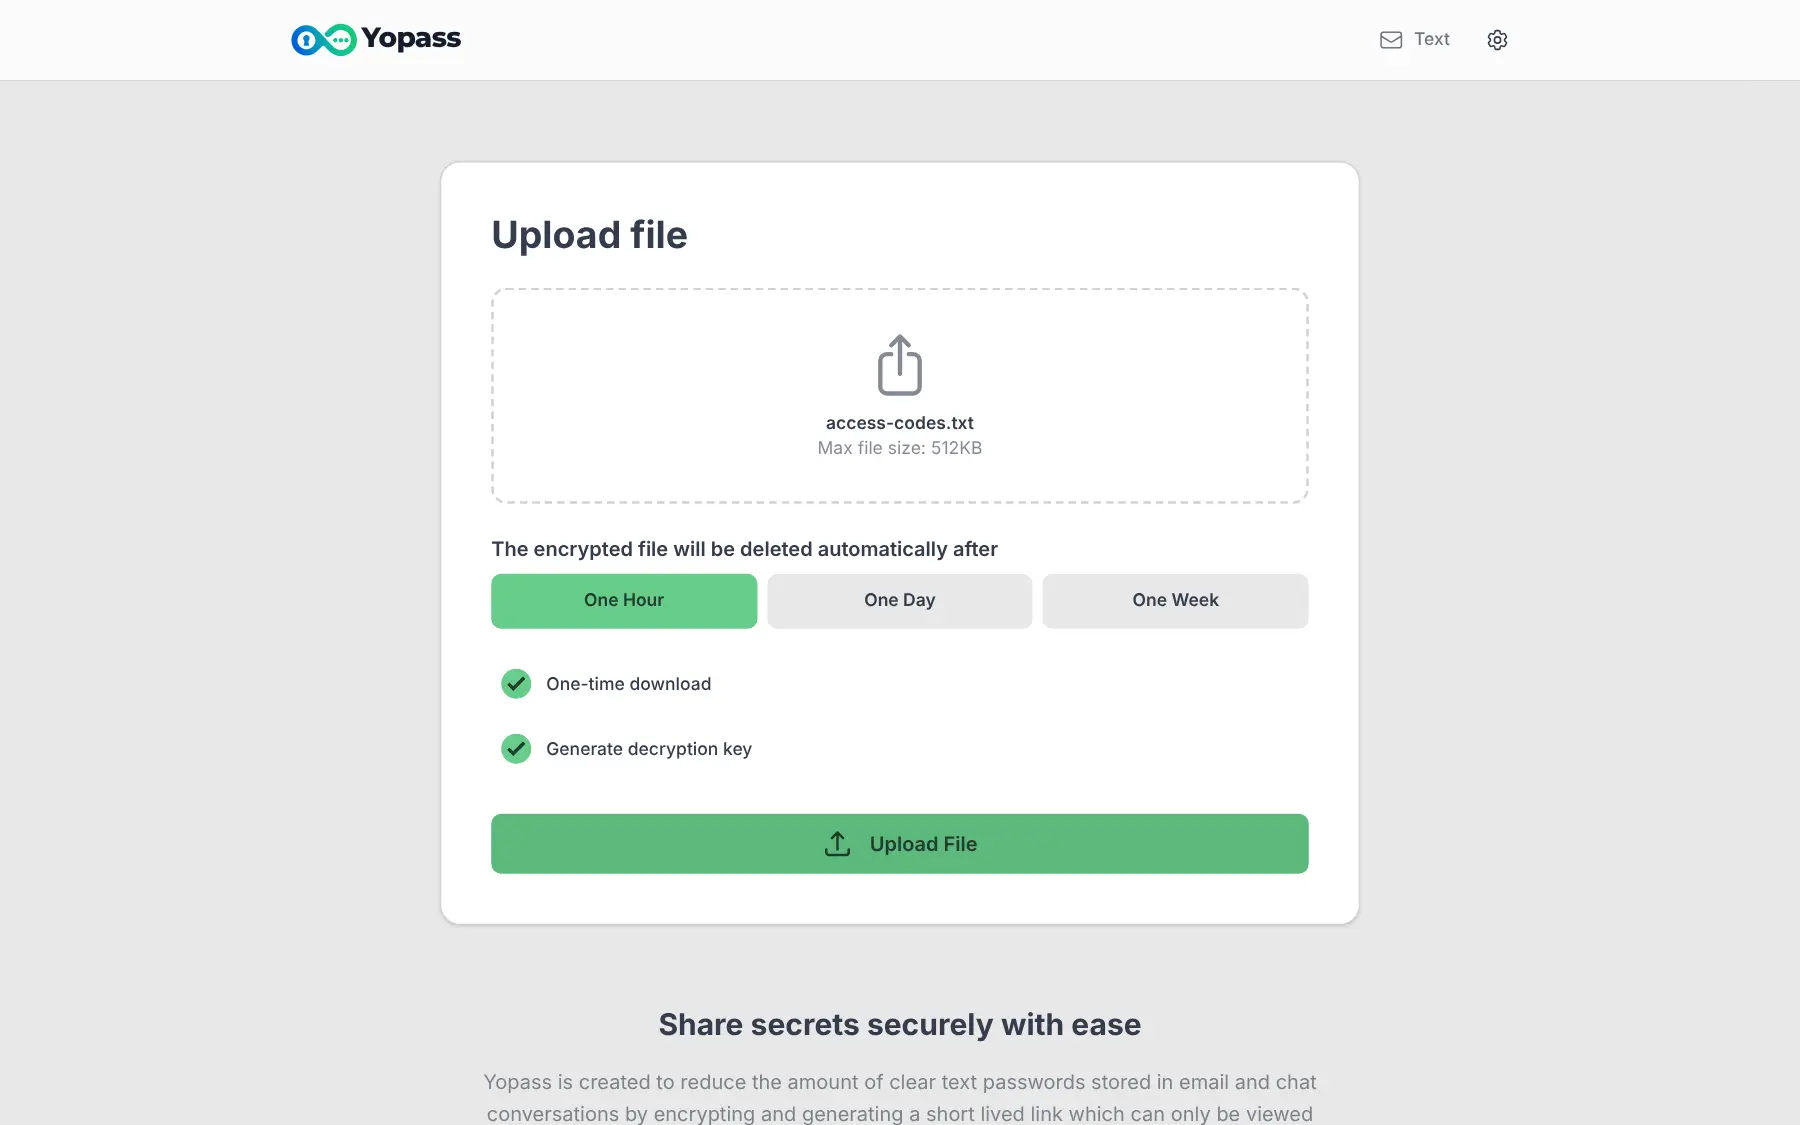 Yopass
Text
Upload file
access-codes.txt
Max file size: 512KB
The encrypted file will be deleted automatically after
One Hour
One Day
One Week
One-time download
Generate decryption key
Upload File
Share secrets securely with ease
Yopass is created to reduce the amount of clear text passwords stored in email and chat
conversations by encrypting and generating a short lived link which can only be viewed